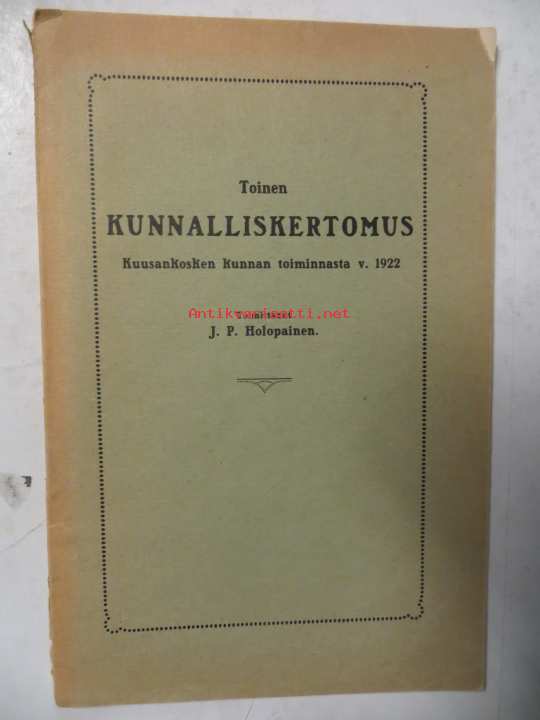 Toinen
KUNNALLISKERTOMUS
Kuusankosken kunnan toiminnasta v. 1922
Antikvariaatti.net
J. P. Holopainen.